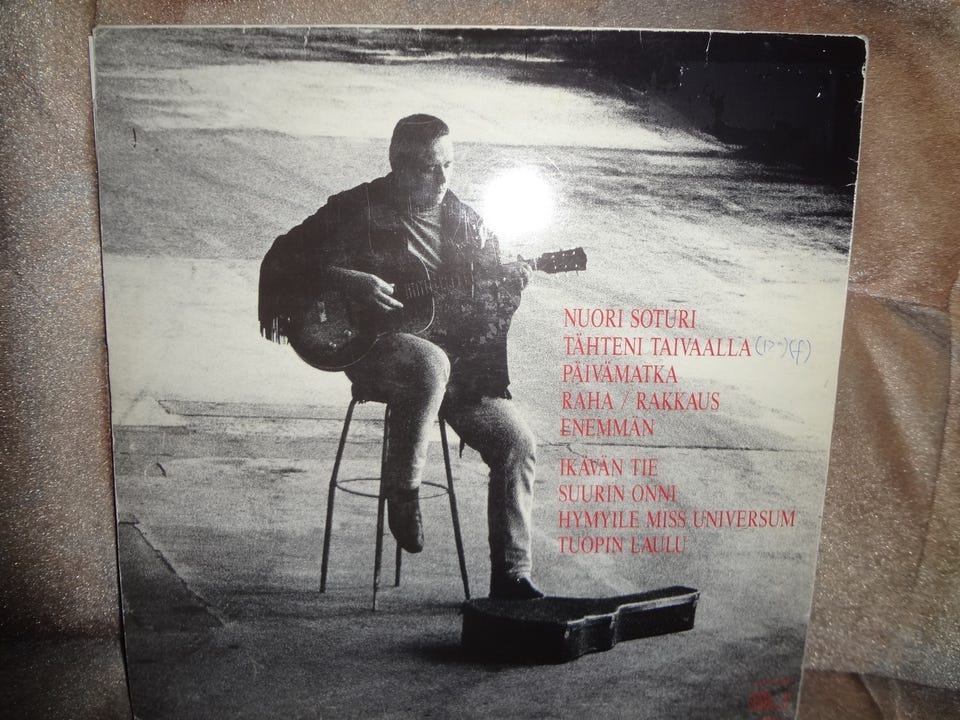 NUORI SOTURI
TÄHTENI TAIVAALLA
PÄIVÄMATKA
RAHA / RAKKAUS
ENEMMÄN
IKÄVÄN TIE
SUURIN ONNI
HYMYILE MISS UNIVERSUM
TUOPIN LAULU